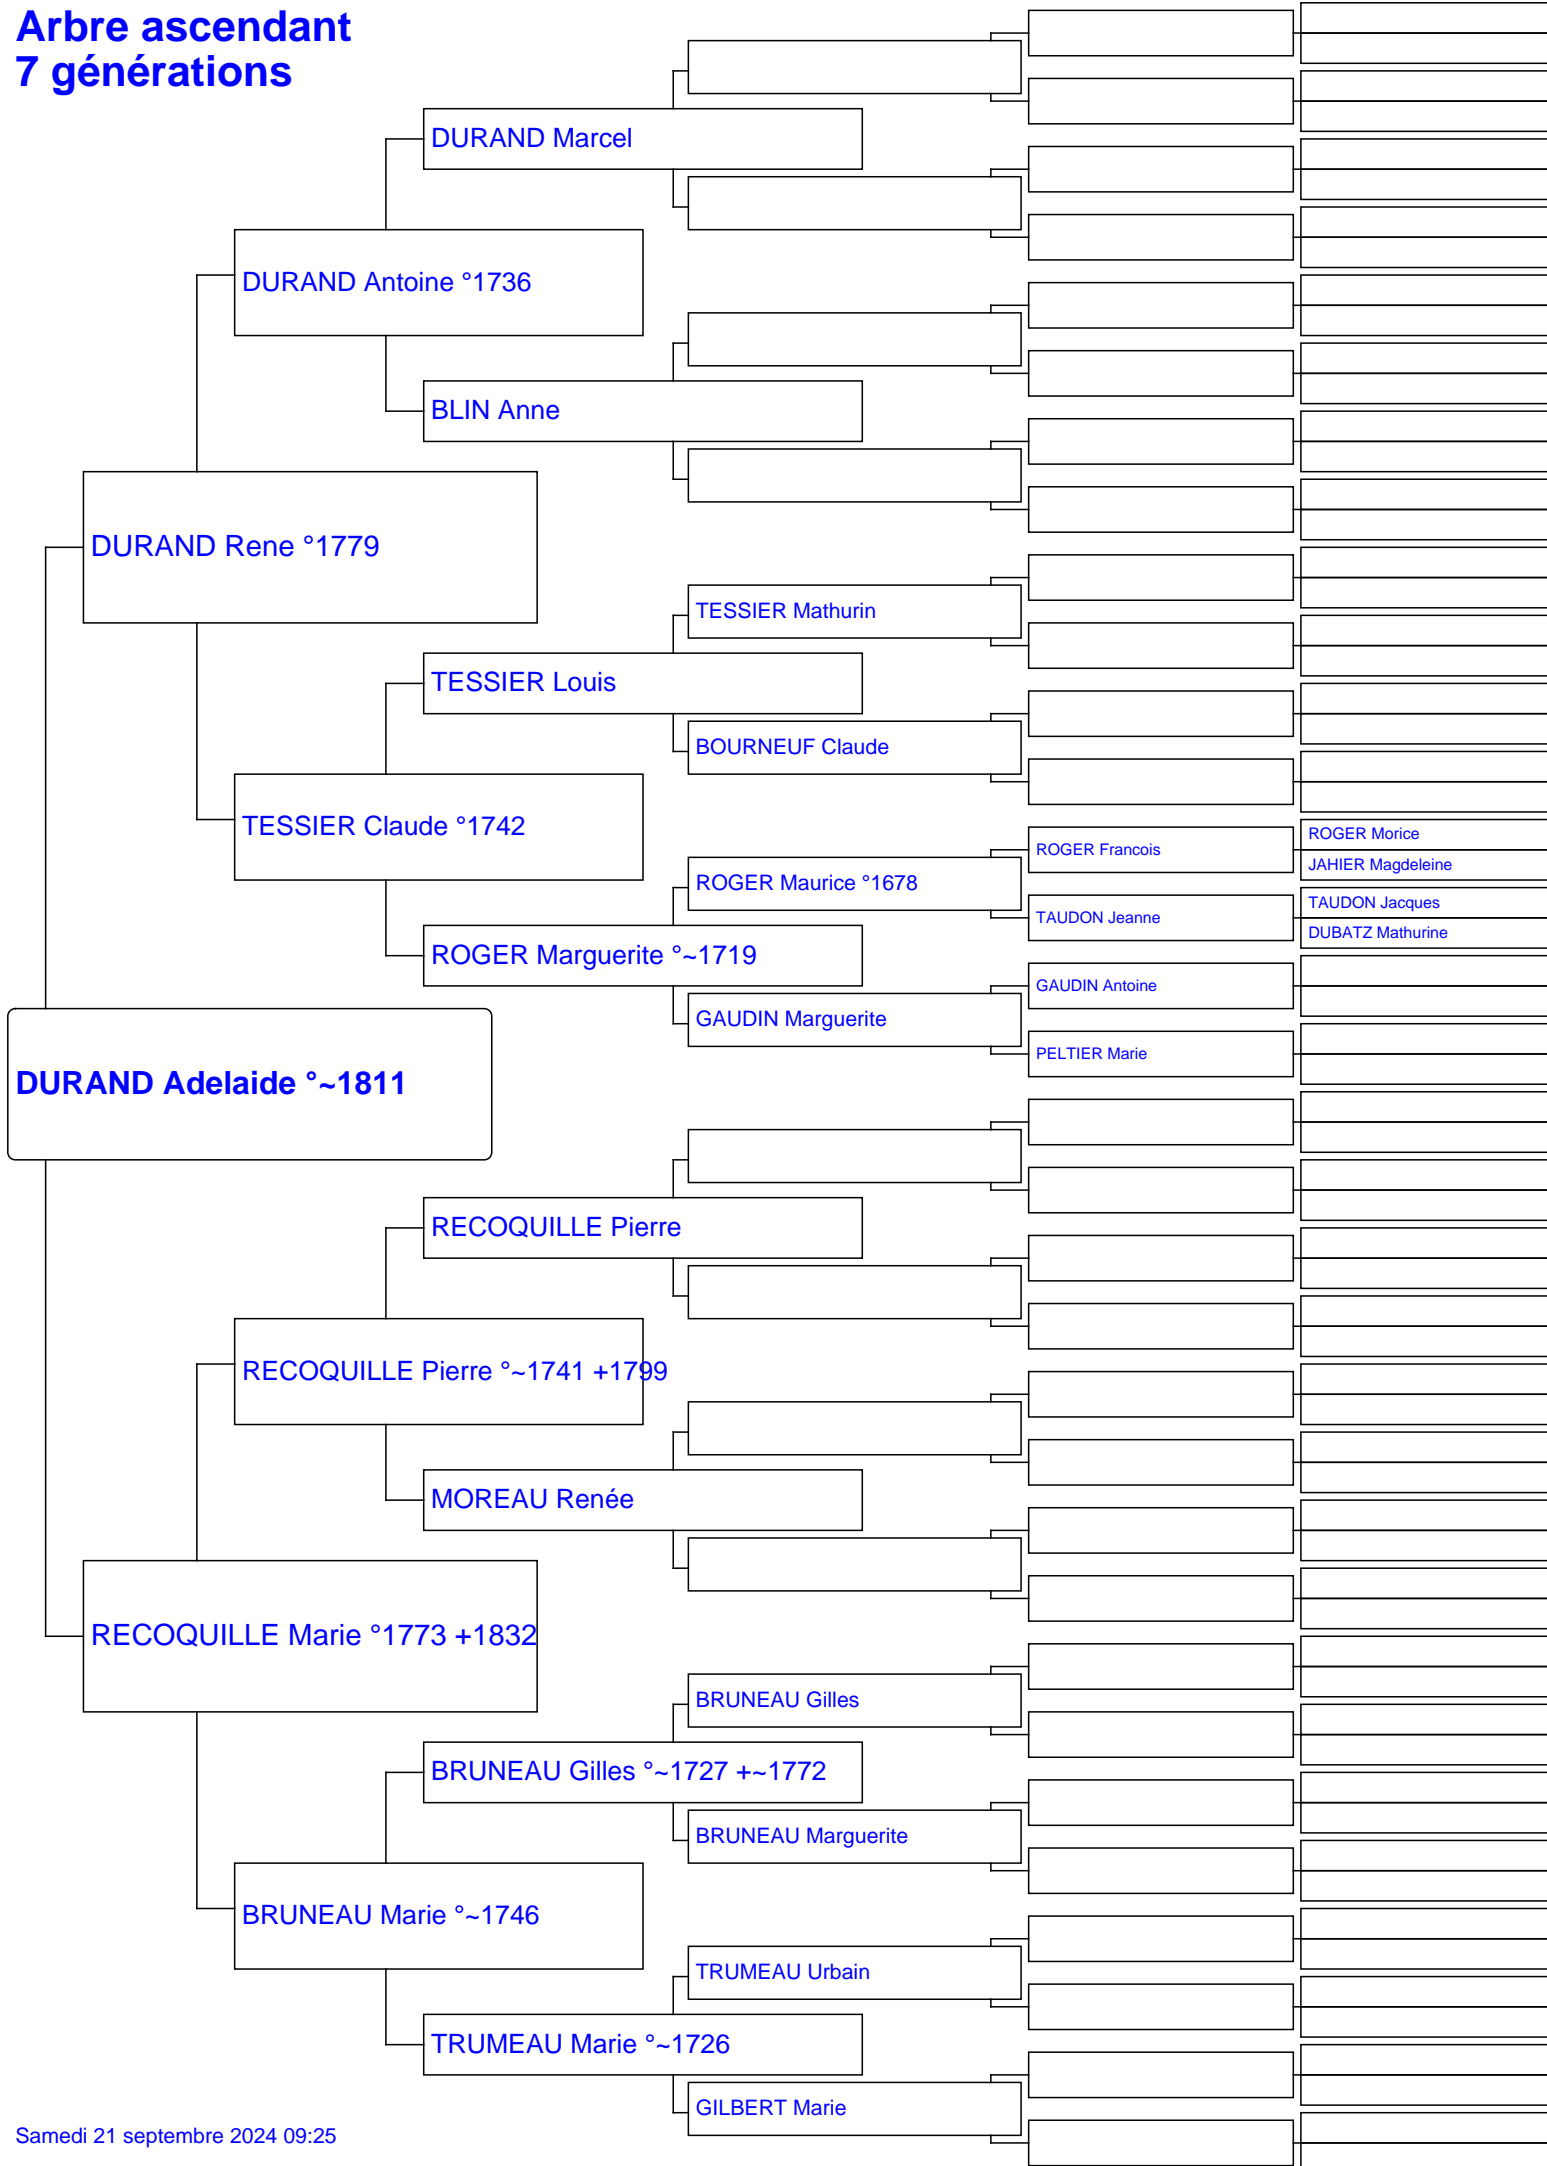 Arbre ascendant
7 générations
DURAND Marcel
DURAND Antoine °1736
BLIN Anne
DURAND Rene °1779
TESSIER Mathurin
TESSIER Louis
BOURNEUF Claude
TESSIER Claude °1742
ROGER Morice
ROGER Francois
JAHIER Magdeleine
ROGER Maurice °1678
TAUDON Jacques
TAUDON Jeanne
DUBATZ Mathurine
ROGER Marguerite °~1719
GAUDIN Antoine
GAUDIN Marguerite
PELTIER Marie
DURAND Adelaide °~1811
RECOQUILLE Pierre
RECOQUILLE Pierre °~1741 +1799
MOREAU Renée
RECOQUILLE Marie °1773 +1832
BRUNEAU Gilles
BRUNEAU Gilles °~1727 +~1772
BRUNEAU Marguerite
BRUNEAU Marie °~1746
TRUMEAU Urbain
TRUMEAU Marie °~1726
GILBERT Marie
Samedi 21 septembre 2024 09:25